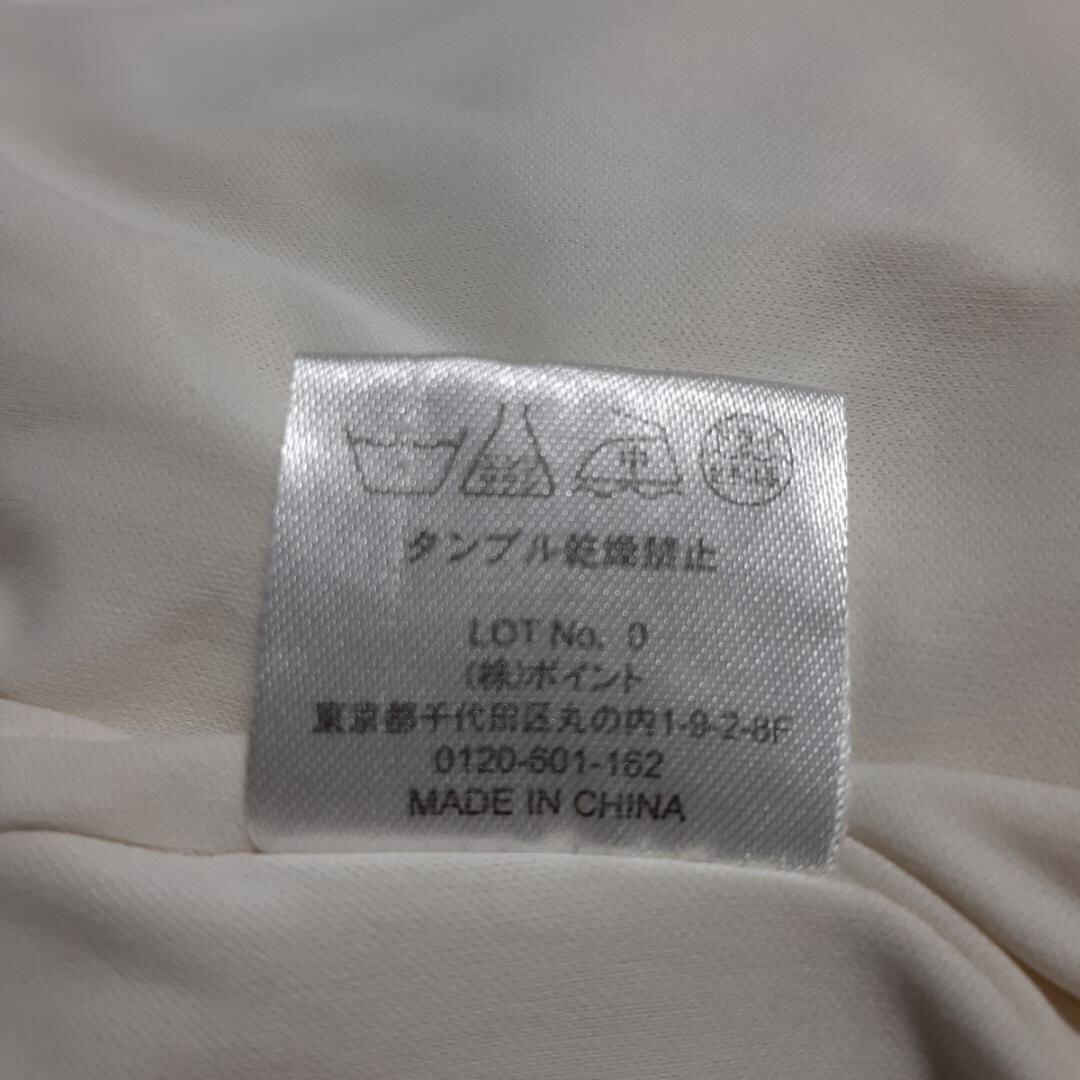 中
タンブル乾燥禁止
LOT No. 0
(株)ポイント
東京都千代田区丸の内1-9-2-8F
0120-601-162
MADE IN CHINA